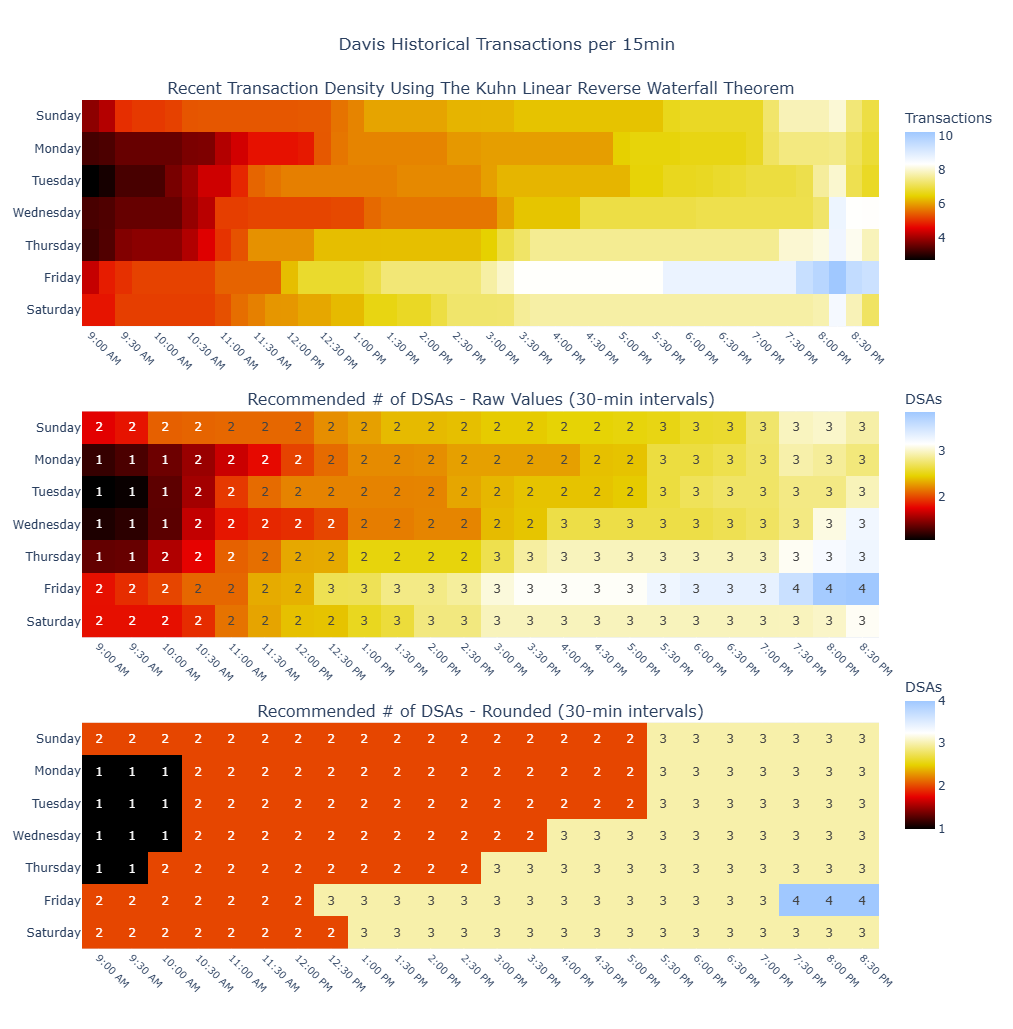 Davis Historical Transactions per 15min
Recent Transaction Density Using The Kuhn Linear Reverse Waterfall Theorem
Sunday
Monday
Tuesday
Wednesday
Thursday
Friday
Saturday
9:00 AM 9:30 AM 10:00 AM 10:30 AM 11:00 AM 11:30 AM 12:00 PM 12:30 PM 1:00 PM 1:30 PM 2:00 PM 2:30 PM 3:00 PM 3:30 PM 4:00 PM 4:30 PM 5:00 PM 5:30 PM 6:00 PM 6:30 PM 7:00 PM 7:30 PM 8:00 PM 8:30 PM
Transactions
10
8
6
4
Recommended # of DSAs - Raw Values (30-min intervals)
Sunday 2 2 2 2 2 2 2 2 2 2 2 2 2 2 2 2 2 3 3 3 3 3 3 3
Monday 1 1 1 2 2 2 2 2 2 2 2 2 2 2 2 2 2 3 3 3 3 3 3 3
Tuesday 1 1 1 2 2 2 2 2 2 2 2 2 2 2 2 2 2 3 3 3 3 3 3 3
Wednesday 1 1 1 2 2 2 2 2 2 2 2 2 2 2 3 3 3 3 3 3 3 3 3 3
Thursday 1 1 2 2 2 2 2 2 2 2 2 2 3 3 3 3 3 3 3 3 3 3 3 3
Friday 2 2 2 2 2 2 2 3 3 3 3 3 3 3 3 3 3 3 3 3 3 4 4 4
Saturday 2 2 2 2 2 2 2 2 3 3 3 3 3 3 3 3 3 3 3 3 3 3 3 3
9:00 AM 9:30 AM 10:00 AM 10:30 AM 11:00 AM 11:30 AM 12:00 PM 12:30 PM 1:00 PM 1:30 PM 2:00 PM 2:30 PM 3:00 PM 3:30 PM 4:00 PM 4:30 PM 5:00 PM 5:30 PM 6:00 PM 6:30 PM 7:00 PM 7:30 PM 8:00 PM 8:30 PM
DSAs
3
2
Recommended # of DSAs - Rounded (30-min intervals)
Sunday 2 2 2 2 2 2 2 2 2 2 2 2 2 2 2 2 2 3 3 3 3 3 3 3
Monday 1 1 1 2 2 2 2 2 2 2 2 2 2 2 2 2 2 3 3 3 3 3 3 3
Tuesday 1 1 1 2 2 2 2 2 2 2 2 2 2 2 2 2 2 3 3 3 3 3 3 3
Wednesday 1 1 1 2 2 2 2 2 2 2 2 2 2 2 3 3 3 3 3 3 3 3 3 3
Thursday 1 1 2 2 2 2 2 2 2 2 2 2 3 3 3 3 3 3 3 3 3 3 3 3
Friday 2 2 2 2 2 2 2 3 3 3 3 3 3 3 3 3 3 3 3 3 3 4 4 4
Saturday 2 2 2 2 2 2 2 2 3 3 3 3 3 3 3 3 3 3 3 3 3 3 3 3
9:00 AM 9:30 AM 10:00 AM 10:30 AM 11:00 AM 11:30 AM 12:00 PM 12:30 PM 1:00 PM 1:30 PM 2:00 PM 2:30 PM 3:00 PM 3:30 PM 4:00 PM 4:30 PM 5:00 PM 5:30 PM 6:00 PM 6:30 PM 7:00 PM 7:30 PM 8:00 PM 8:30 PM
DSAs
4
3
2
1